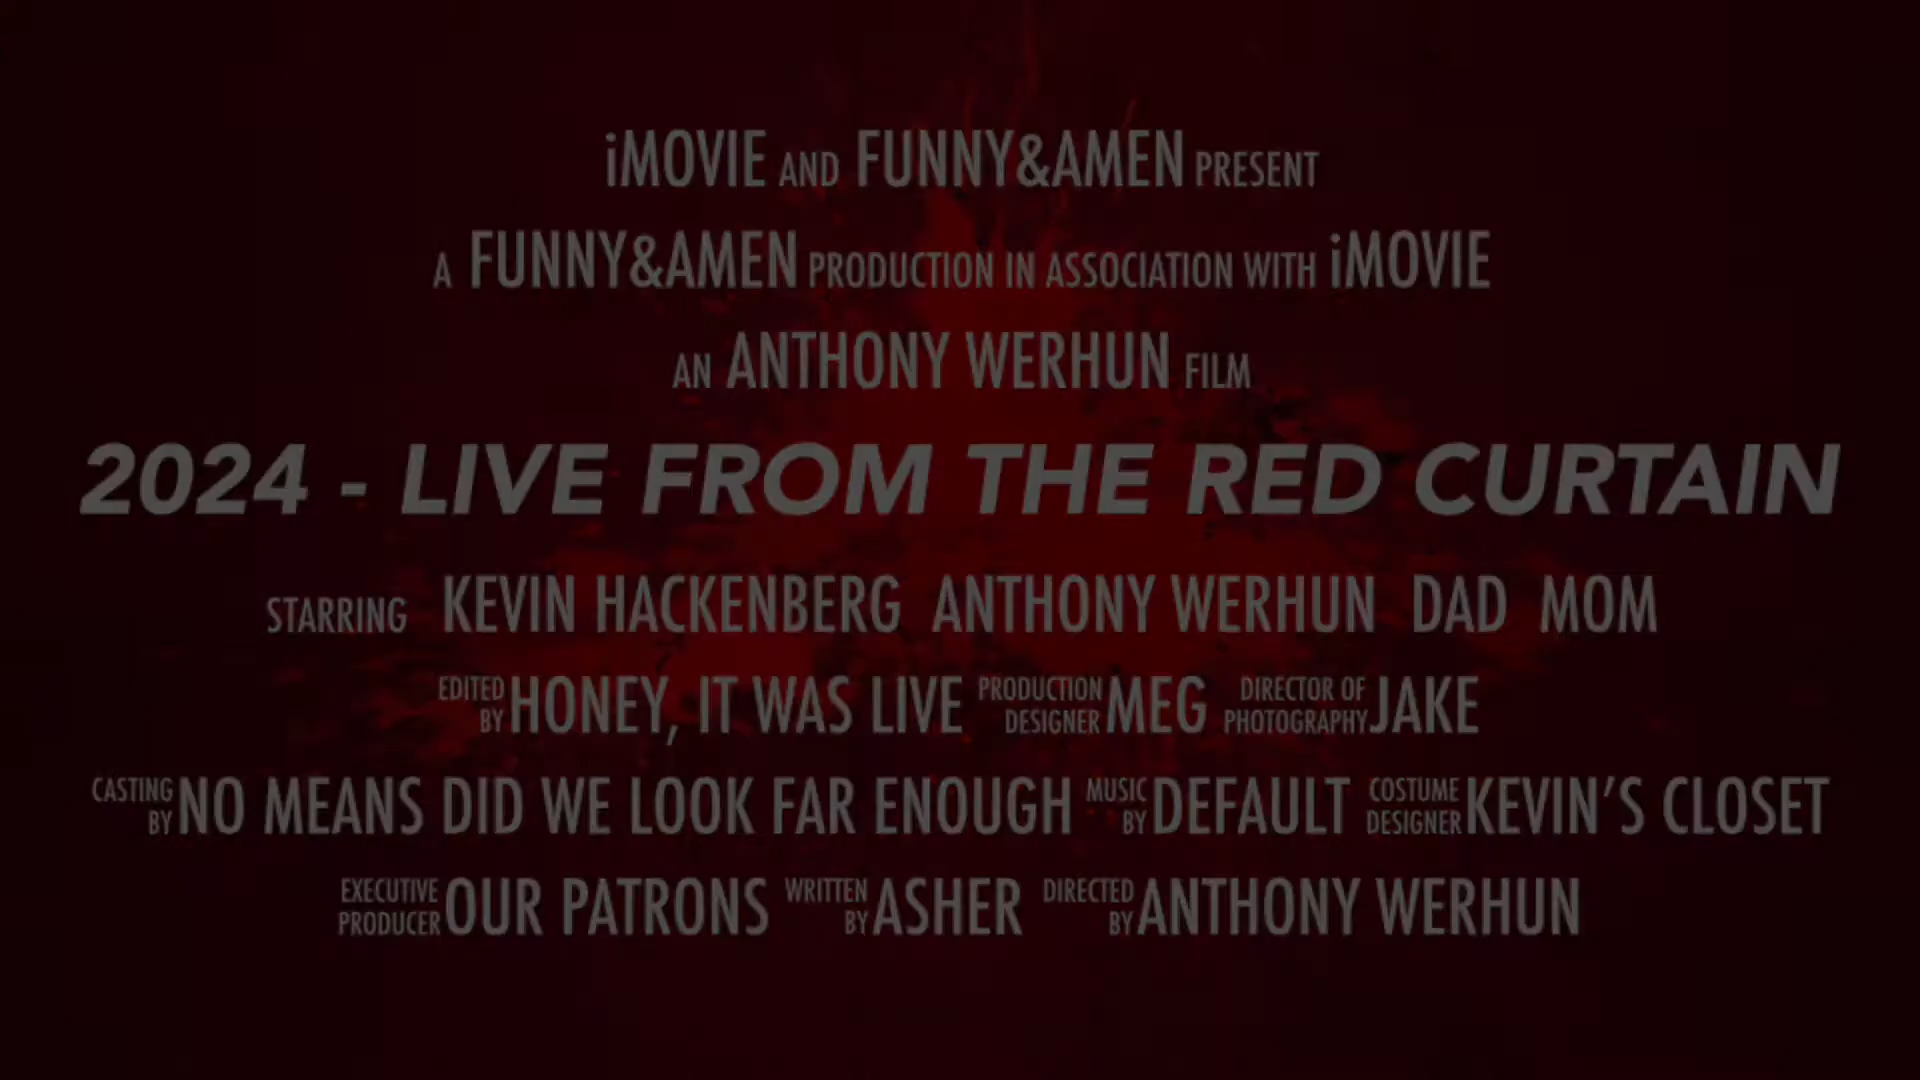 iMOVIE AND FUNNY&AMEN PRESENT
A FUNNY&AMEN PRODUCTION IN ASSOCIATION WITH iMOVIE
AN ANTHONY WERHUN FILM
2024 - LIVE FROM THE RED CURTAIN
STARRING KEVIN HACKENBERG ANTHONY WERHUN DAD MOM
EDITED BY HONEY, IT WAS LIVE PRODUCTION DESIGNER MEG DIRECTOR OF PHOTOGRAPHY JAKE
CASTING BY NO MEANS DID WE LOOK FAR ENOUGH MUSIC BY DEFAULT COSTUME DESIGNER KEVIN'S CLOSET
EXECUTIVE PRODUCER OUR PATRONS WRITTEN BY ASHER DIRECTED BY ANTHONY WERHUN